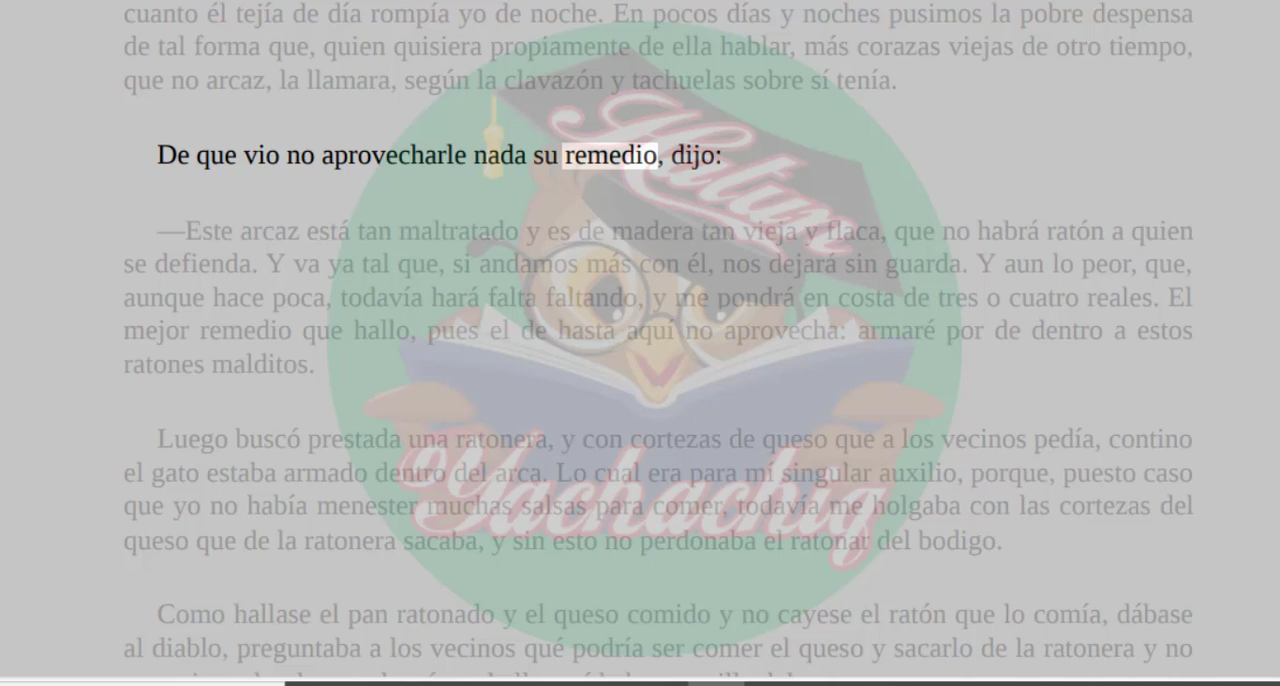 cuanto él tejía de día rompía yo de noche. En pocos días y noches pusimos la pobre despensa
de tal forma que, quien quisiera propiamente de ella hablar, más corazas viejas de otro tiempo,
que no arcaz, la llamara, según la clavazón y tachuelas sobre sí tenía.
De que vio no aprovecharle nada su remedio, dijo:
—Este arcaz está tan maltratado y es de madera tan vieja y flaca, que no habrá ratón a quien
se defienda. Y va ya tal que, si andamos más con él, nos dejará sin guarda. Y aun lo peor, que,
aunque hace poca, todavía hará falta faltando, y me pondrá en costa de tres o cuatro reales. El
mejor remedio que hallo, pues el de hasta aquí no aprovecha: armaré por de dentro a estos
ratones malditos.
Luego buscó prestada una ratonera, y con cortezas de queso que a los vecinos pedía, contino
el gato estaba armado dentro del arca. Lo cual era para mí singular auxilio, porque, puesto caso
que yo no había menester muchas salsas para comer, todavía me holgaba con las cortezas del
queso que de la ratonera sacaba, y sin esto no perdonaba el ratonar del bodigo.
Como hallase el pan ratonado y el queso comido y no cayese el ratón que lo comía, dábase
al diablo, preguntaba a los vecinos qué podría ser comer el queso y sacarlo de la ratonera y no
Hatun
Yachachiq